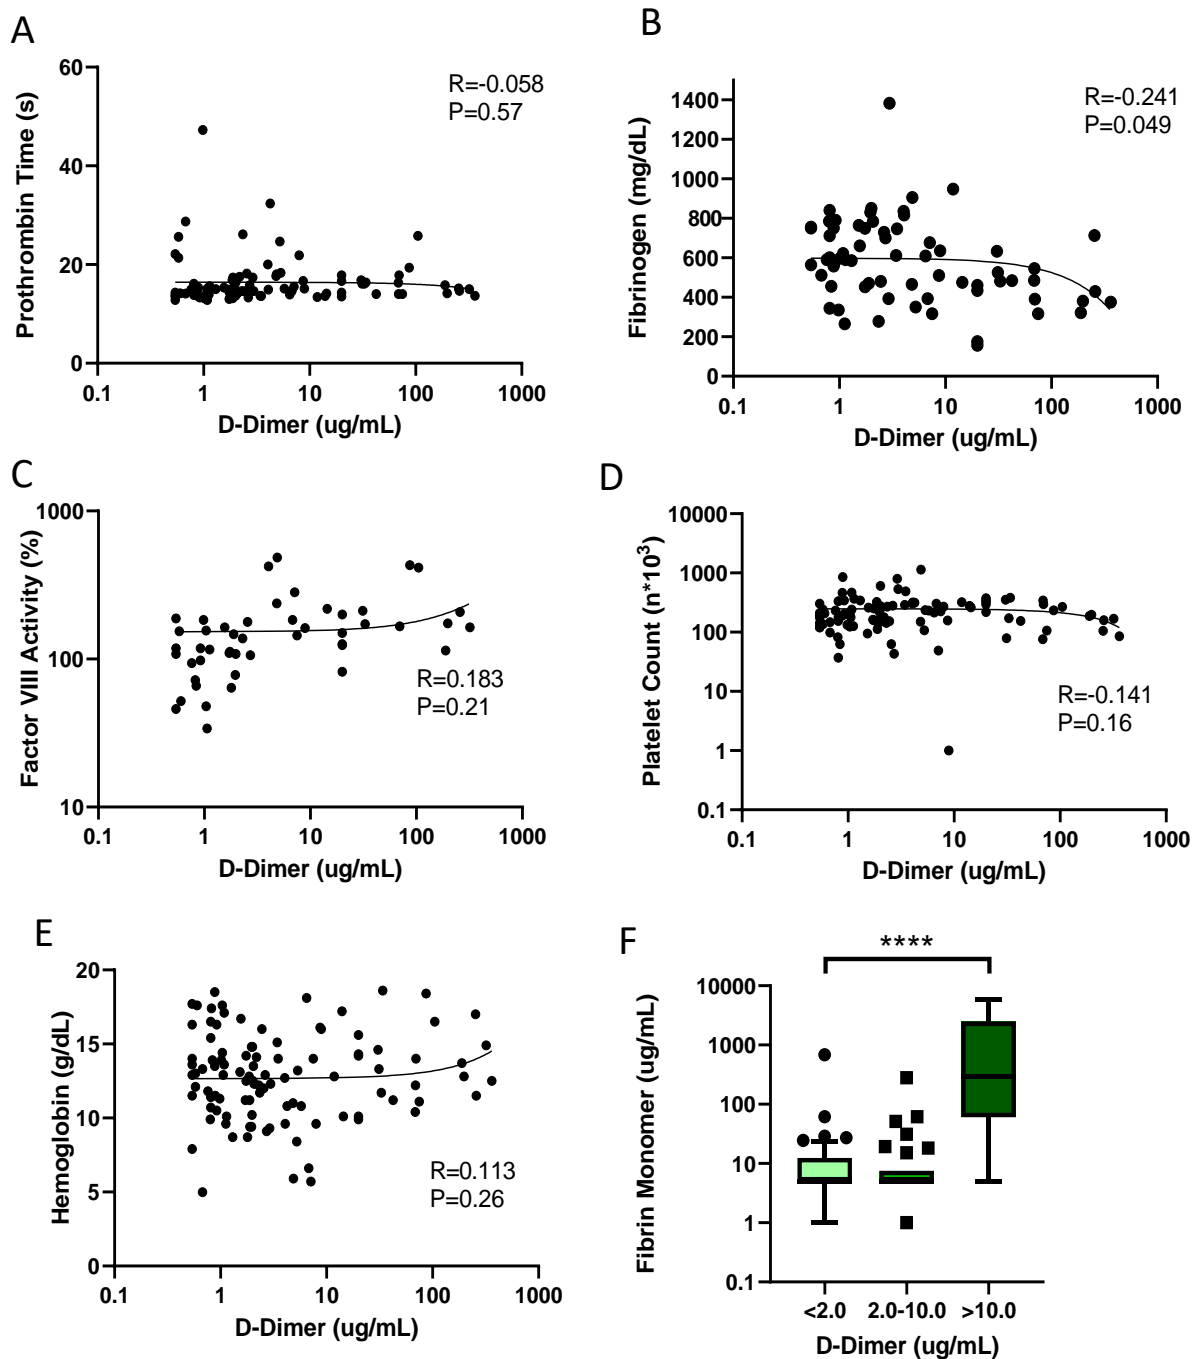 A
60
40
20
0
Prothrombin Time (s)
R=-0.058
P=0.57
0.1 1 10 100 1000
D-Dimer (ug/mL)
B
1400
1200
1000
800
600
400
200
0
Fibrinogen (mg/dL)
R=-0.241
P=0.049
0.1 1 10 100 1000
D-Dimer (ug/mL)
C
1000
100
10
Factor VIII Activity (%)
R=0.183
P=0.21
0.1 1 10 100 1000
D-Dimer (ug/mL)
D
10000
1000
100
10
1
0.1
Platelet Count (n*10³)
R=-0.141
P=0.16
0.1 1 10 100 1000
D-Dimer (ug/mL)
E
20
15
10
5
0
Hemoglobin (g/dL)
R=0.113
P=0.26
0.1 1 10 100 1000
D-Dimer (ug/mL)
F
****
10000
1000
100
10
1
0.1
Fibrin Monomer (ug/mL)
<2.0 2.0-10.0 >10.0
D-Dimer (ug/mL)